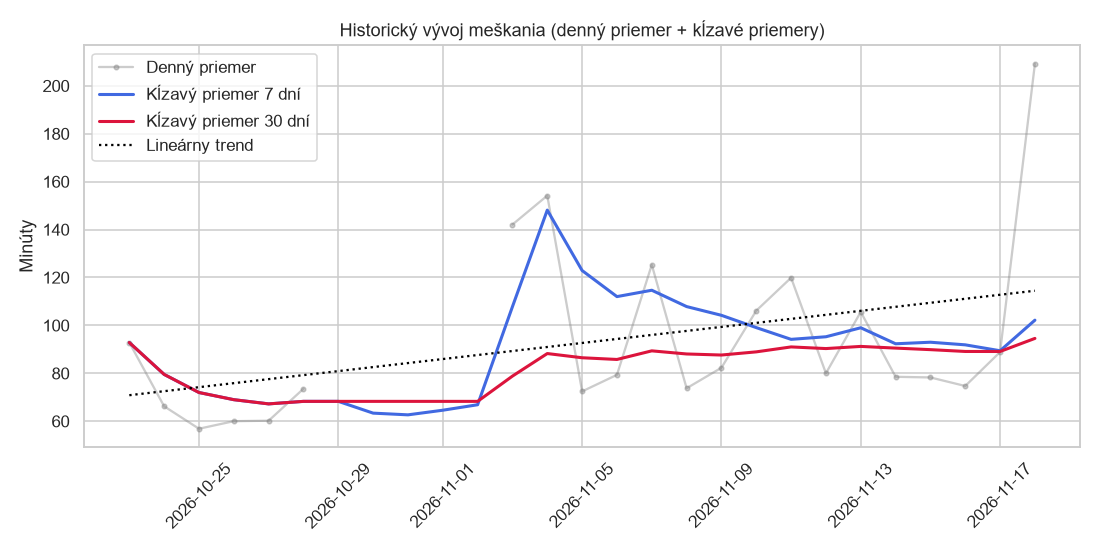 Historický vývoj meškania (denný priemer + kĺzavé priemery)
Denný priemer
Kĺzavý priemer 7 dní
Kĺzavý priemer 30 dní
Lineárny trend
Minúty
200
180
160
140
120
100
80
60
2026-10-25
2026-10-29
2026-11-01
2026-11-05
2026-11-09
2026-11-13
2026-11-17